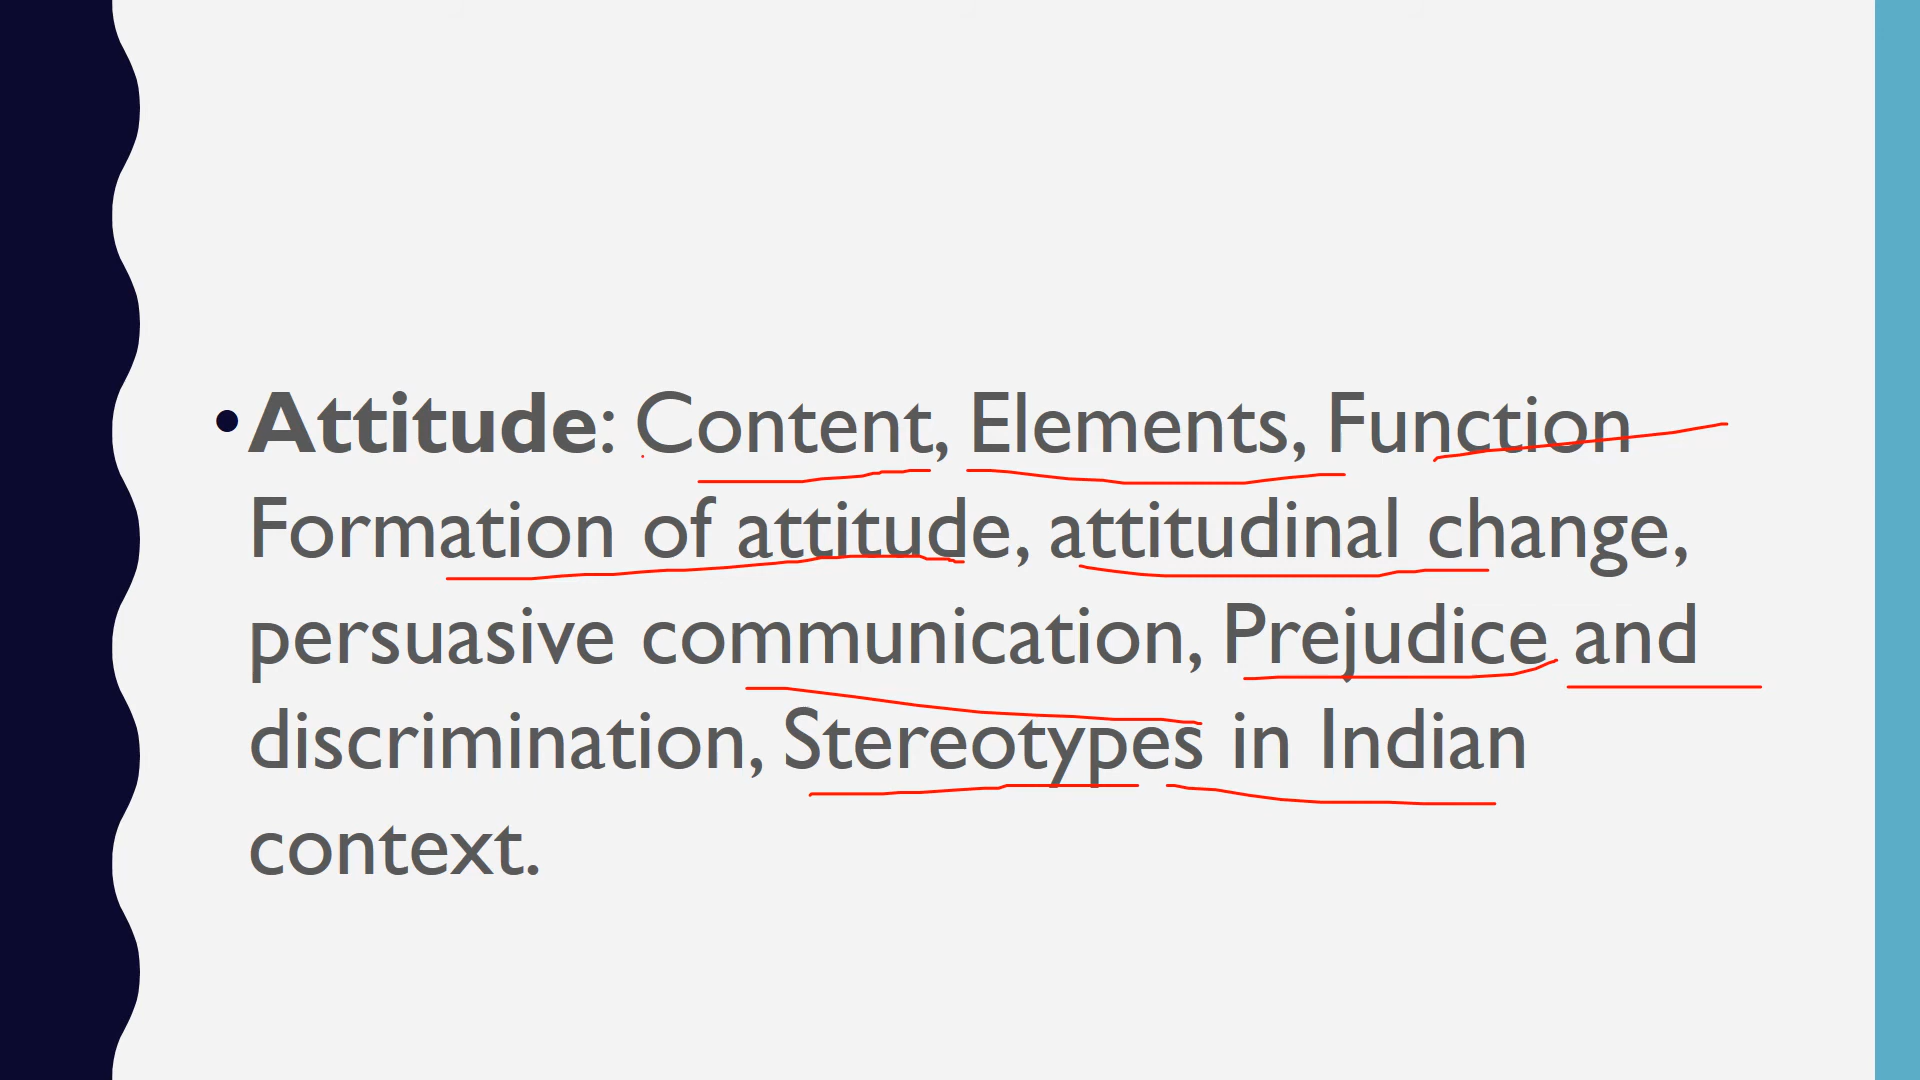 •Attitude: Content, Elements, Function
Formation of attitude, attitudinal change,
persuasive communication, Prejudice and
discrimination, Stereotypes in Indian
context.